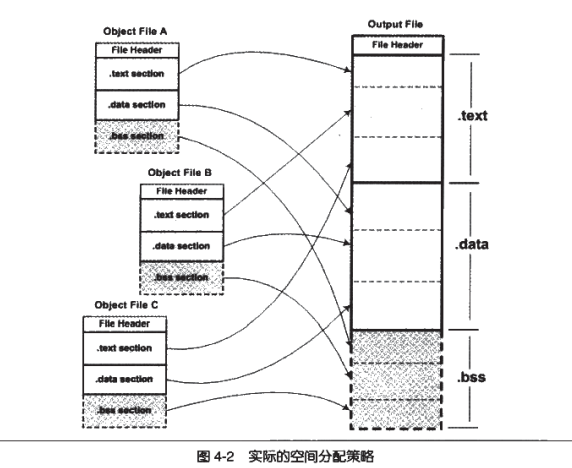 Object File A
File Header
.text section
.data section
.bss section
Object File B
File Header
.text section
.data section
.bss section
Object File C
File Header
.text section
.data section
.bss section
Output File
File Header
.text
.data
.bss
图 4-2 实际的空间分配策略